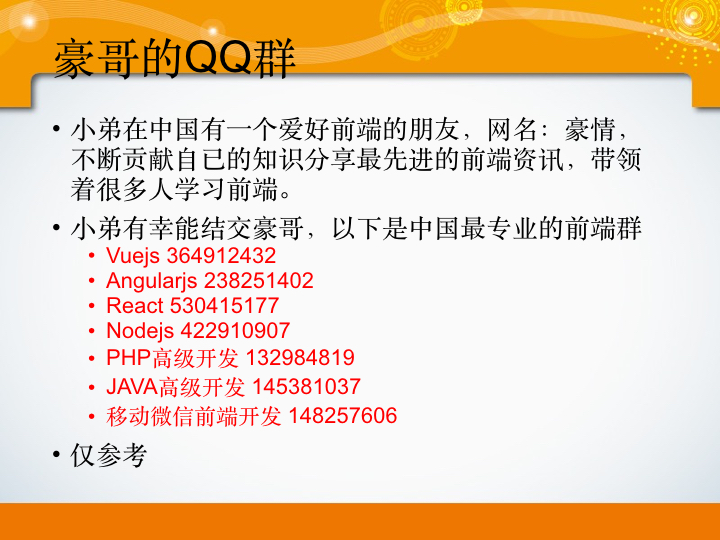 豪哥的QQ群
• 小弟在中国有一个爱好前端的朋友，网名：豪情，
不断贡献自已的知识分享最先进的前端资讯，带领
着很多人学习前端。
• 小弟有幸能结交豪哥，以下是中国最专业的前端群
• Vuejs 364912432
• Angularjs 238251402
• React 530415177
• Nodejs 422910907
• PHP高级开发 132984819
• JAVA高级开发 145381037
• 移动微信前端开发 148257606
• 仅参考